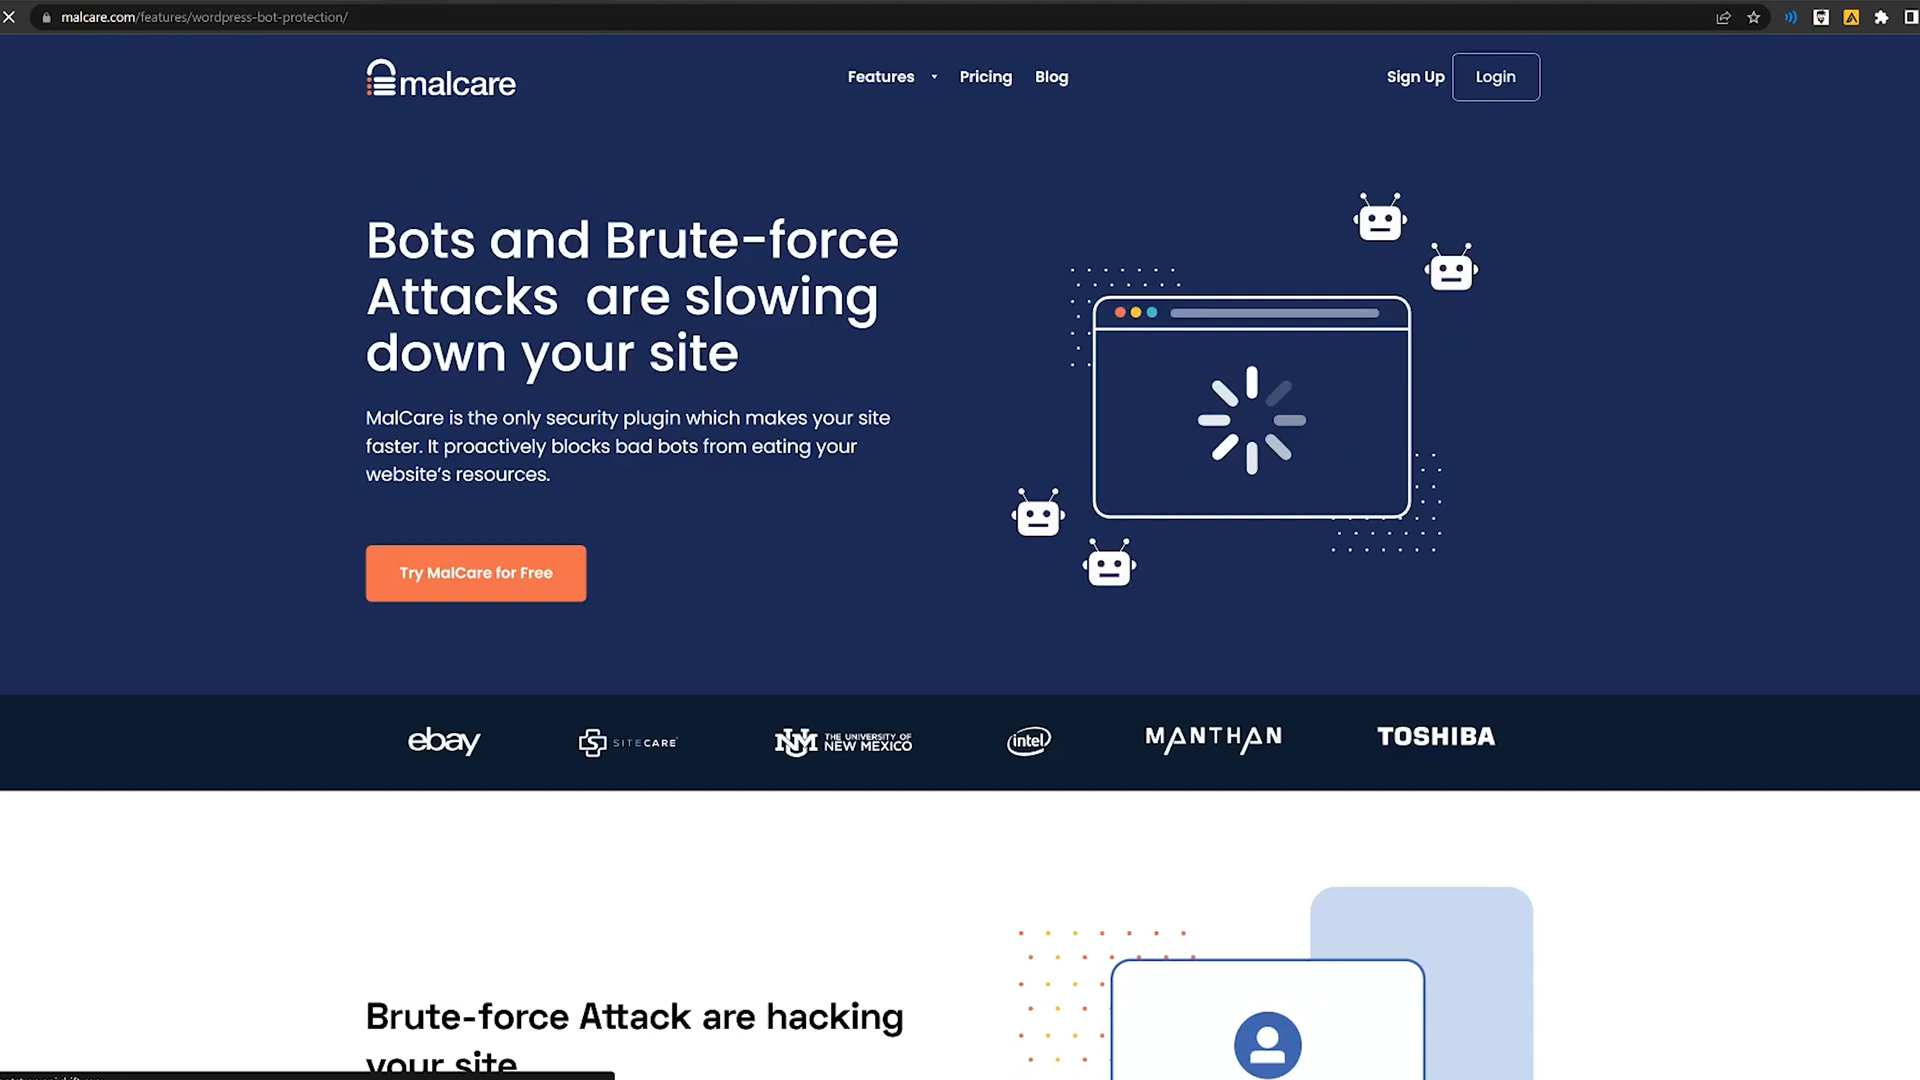 malcare.com/features/wordpress-bot-protection/
malcare
Features
Pricing
Blog
Sign Up
Login
Bots and Brute-force
Attacks are slowing
down your site
MalCare is the only security plugin which makes your site
faster. It proactively blocks bad bots from eating your
website's resources.
Try MalCare for Free
ebay
SITECARE
NM THE UNIVERSITY OF
NEW MEXICO
intel
MANTHAN
TOSHIBA
Brute-force Attack are hacking
your site